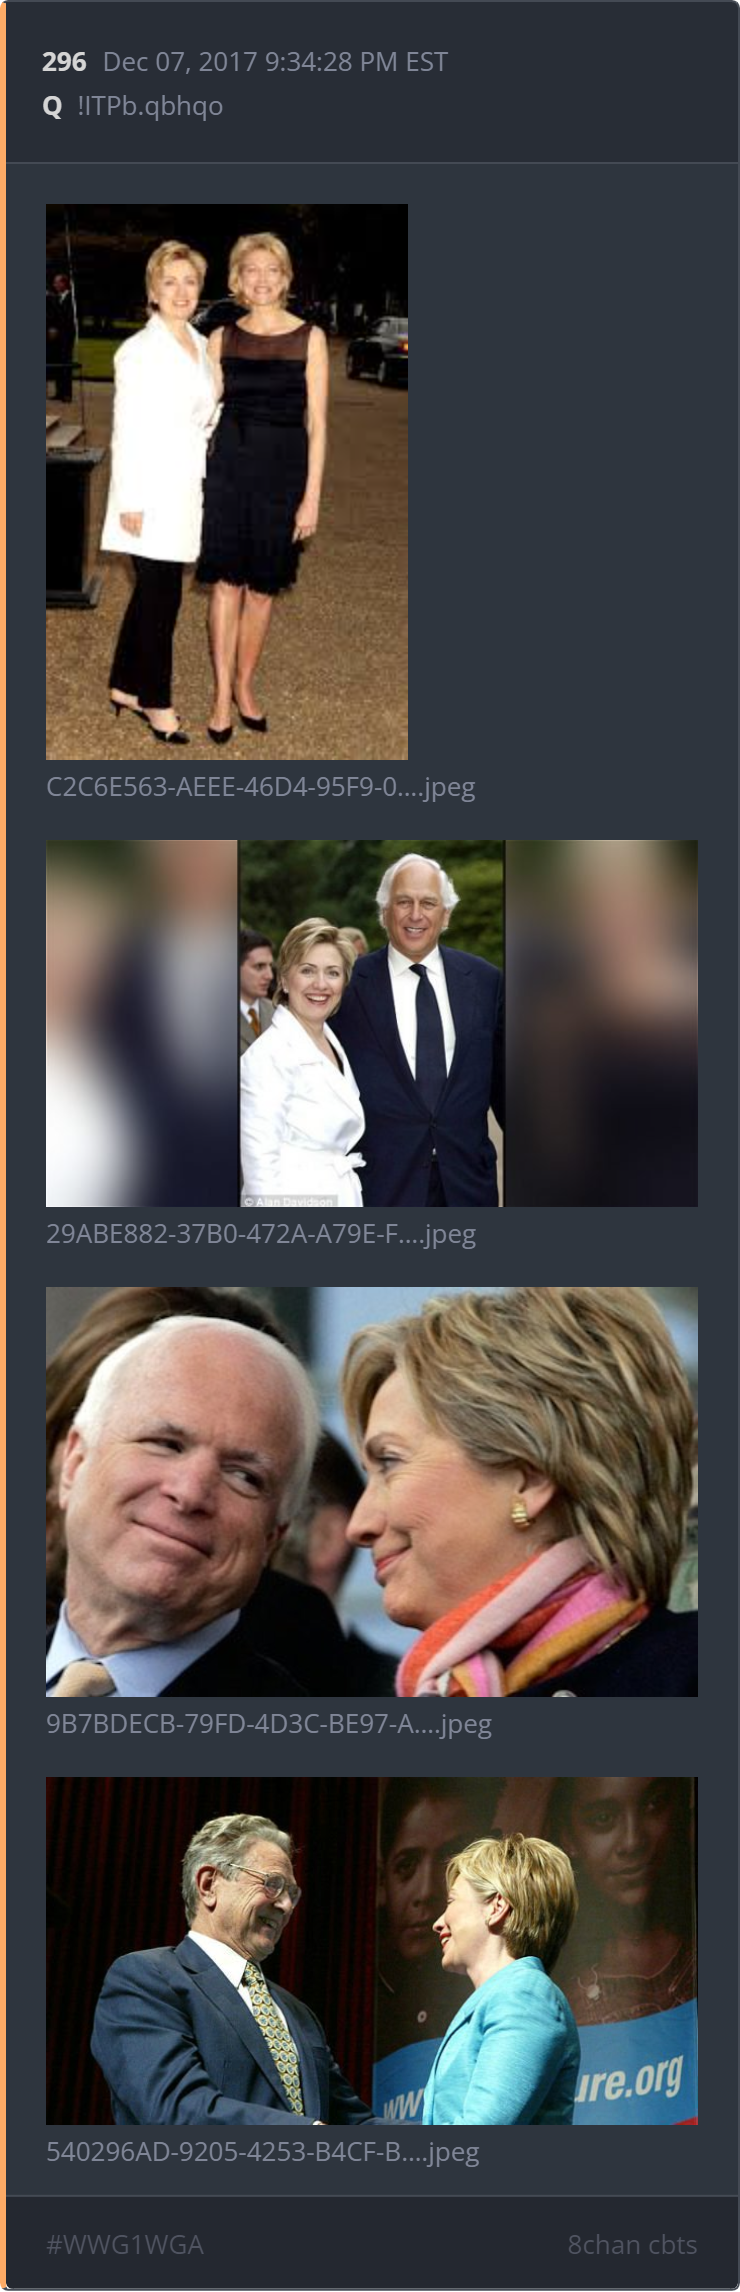 296 Dec 07, 2017 9:34:28 PM EST
Q !ITPb.qbhqo
C2C6E563-AEEE-46D4-95F9-0....jpeg
© Alan Davidson
29ABE882-37B0-472A-A79E-F....jpeg
9B7BDECB-79FD-4D3C-BE97-A....jpeg
www ure.org
540296AD-9205-4253-B4CF-B....jpeg
#WWG1WGA 8chan cbts